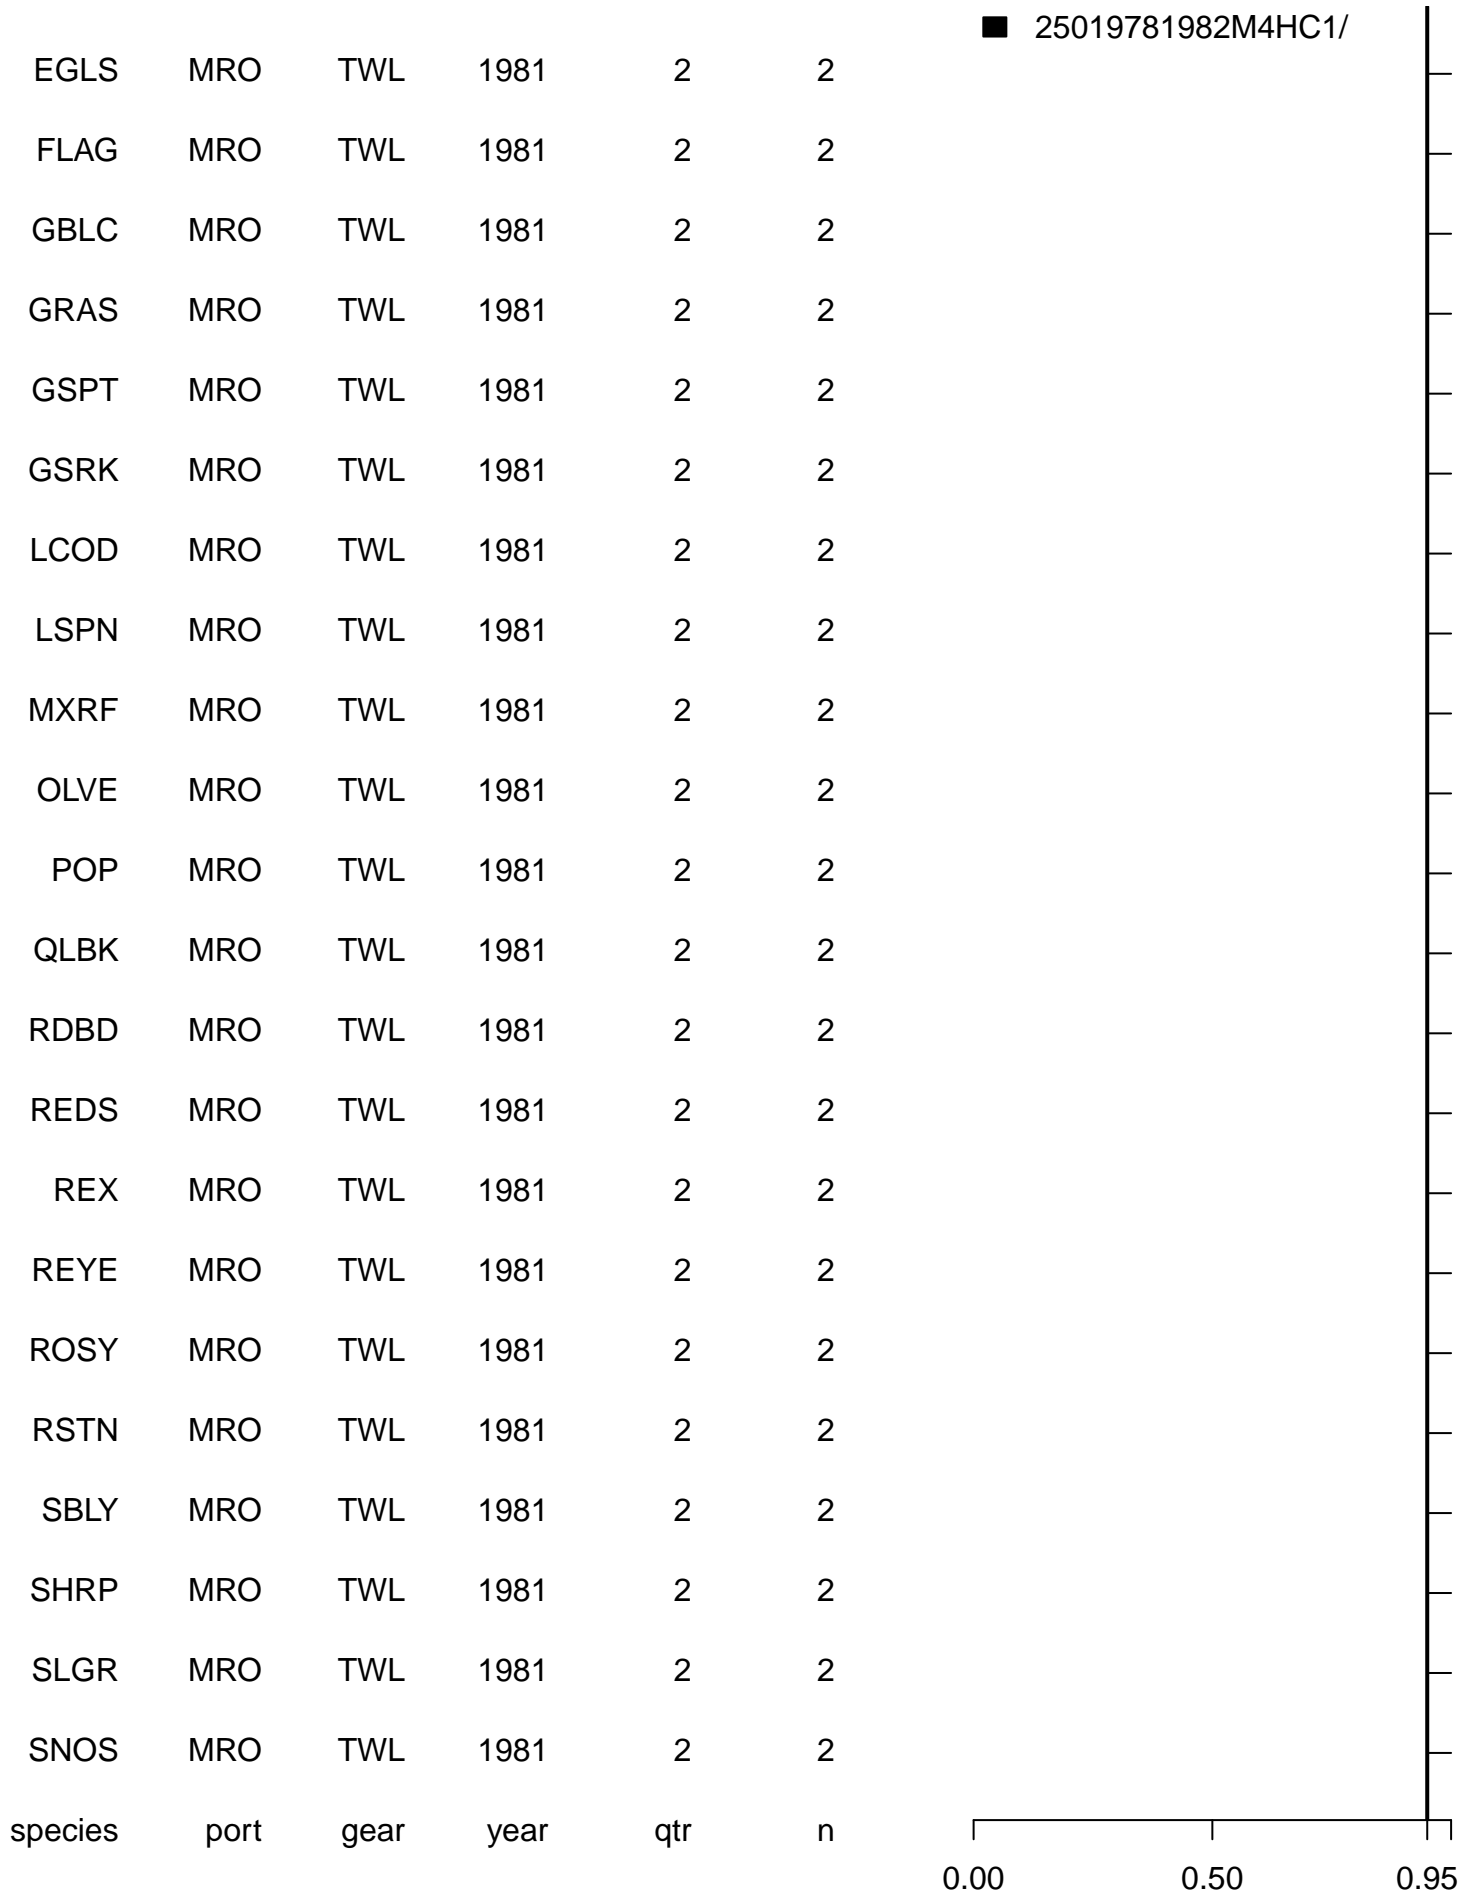 25019781982M4HC1/
EGLS MRO TWL 1981 2 2
FLAG MRO TWL 1981 2 2
GBLC MRO TWL 1981 2 2
GRAS MRO TWL 1981 2 2
GSPT MRO TWL 1981 2 2
GSRK MRO TWL 1981 2 2
LCOD MRO TWL 1981 2 2
LSPN MRO TWL 1981 2 2
MXRF MRO TWL 1981 2 2
OLVE MRO TWL 1981 2 2
POP MRO TWL 1981 2 2
QLBK MRO TWL 1981 2 2
RDBD MRO TWL 1981 2 2
REDS MRO TWL 1981 2 2
REX MRO TWL 1981 2 2
REYE MRO TWL 1981 2 2
ROSY MRO TWL 1981 2 2
RSTN MRO TWL 1981 2 2
SBLY MRO TWL 1981 2 2
SHRP MRO TWL 1981 2 2
SLGR MRO TWL 1981 2 2
SNOS MRO TWL 1981 2 2
species port gear year qtr n
0.00 0.50 0.95